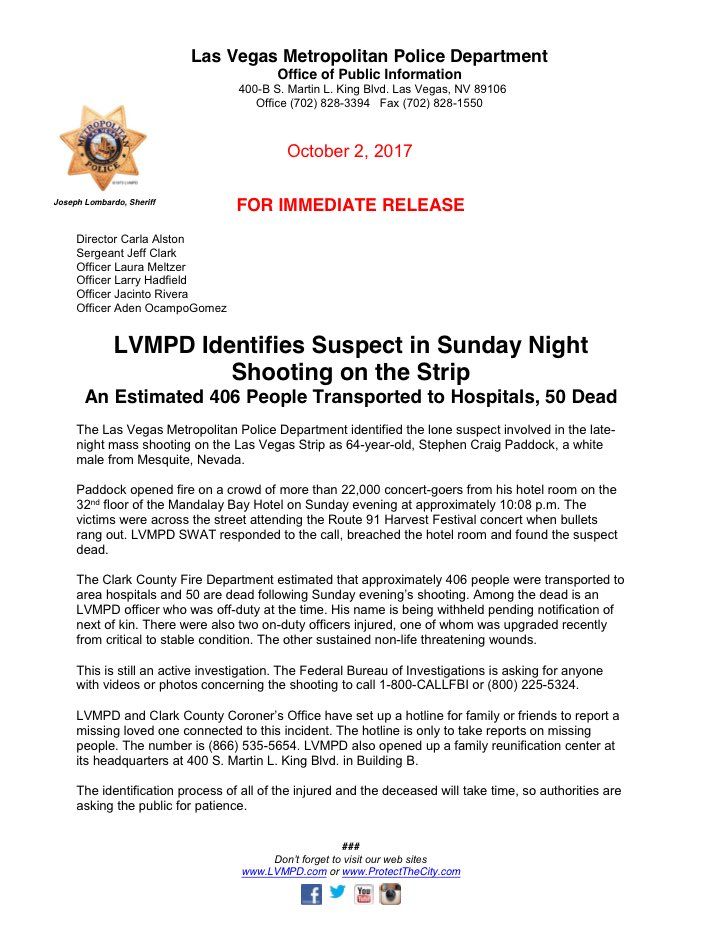 Las Vegas Metropolitan Police Department
Office of Public Information
400-B S. Martin L. King Blvd. Las Vegas, NV 89106
Office (702) 828-3394   Fax (702) 828-1550
METROPOLITAN
POLICE
©1973 LVMPD
October 2, 2017
Joseph Lombardo, Sheriff
FOR IMMEDIATE RELEASE
Director Carla Alston
Sergeant Jeff Clark
Officer Laura Meltzer
Officer Larry Hadfield
Officer Jacinto Rivera
Officer Aden OcampoGomez
LVMPD Identifies Suspect in Sunday Night
Shooting on the Strip
An Estimated 406 People Transported to Hospitals, 50 Dead
The Las Vegas Metropolitan Police Department identified the lone suspect involved in the late-
night mass shooting on the Las Vegas Strip as 64-year-old, Stephen Craig Paddock, a white
male from Mesquite, Nevada.
Paddock opened fire on a crowd of more than 22,000 concert-goers from his hotel room on the
32nd floor of the Mandalay Bay Hotel on Sunday evening at approximately 10:08 p.m. The
victims were across the street attending the Route 91 Harvest Festival concert when bullets
rang out. LVMPD SWAT responded to the call, breached the hotel room and found the suspect
dead.
The Clark County Fire Department estimated that approximately 406 people were transported to
area hospitals and 50 are dead following Sunday evening's shooting. Among the dead is an
LVMPD officer who was off-duty at the time. His name is being withheld pending notification of
next of kin. There were also two on-duty officers injured, one of whom was upgraded recently
from critical to stable condition. The other sustained non-life threatening wounds.
This is still an active investigation. The Federal Bureau of Investigations is asking for anyone
with videos or photos concerning the shooting to call 1-800-CALLFBI or (800) 225-5324.
LVMPD and Clark County Coroner's Office have set up a hotline for family or friends to report a
missing loved one connected to this incident. The hotline is only to take reports on missing
people. The number is (866) 535-5654. LVMPD also opened up a family reunification center at
its headquarters at 400 S. Martin L. King Blvd. in Building B.
The identification process of all of the injured and the deceased will take time, so authorities are
asking the public for patience.
###
Don't forget to visit our web sites
www.LVMPD.com or www.ProtectTheCity.com
You Tube